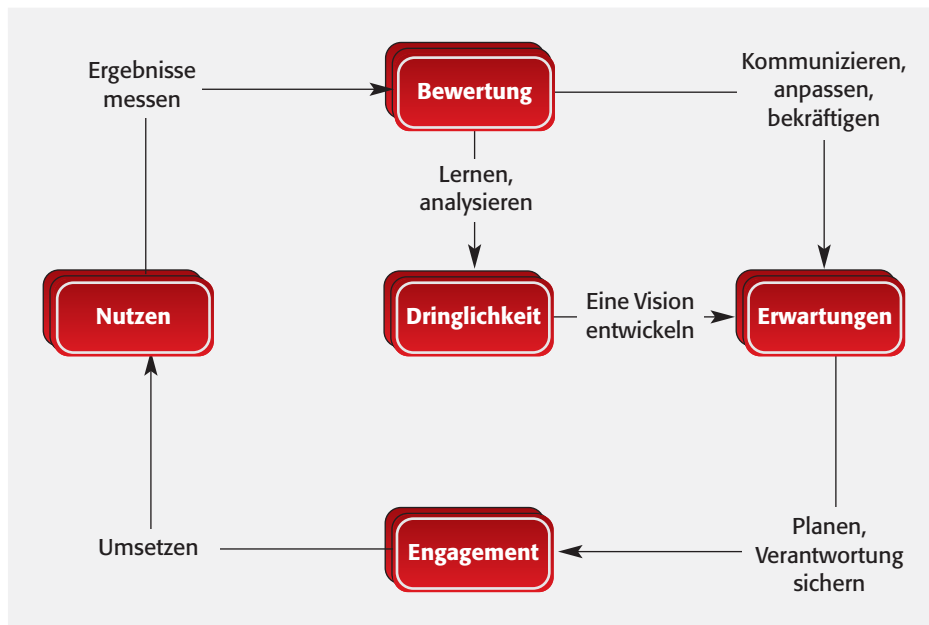 Ergebnisse
messen
Bewertung
Kommunizieren,
anpassen,
bekräftigen
Lernen,
analysieren
Nutzen
Dringlichkeit
Eine Vision
entwickeln
Erwartungen
Umsetzen
Engagement
Planen,
Verantwortung
sichern